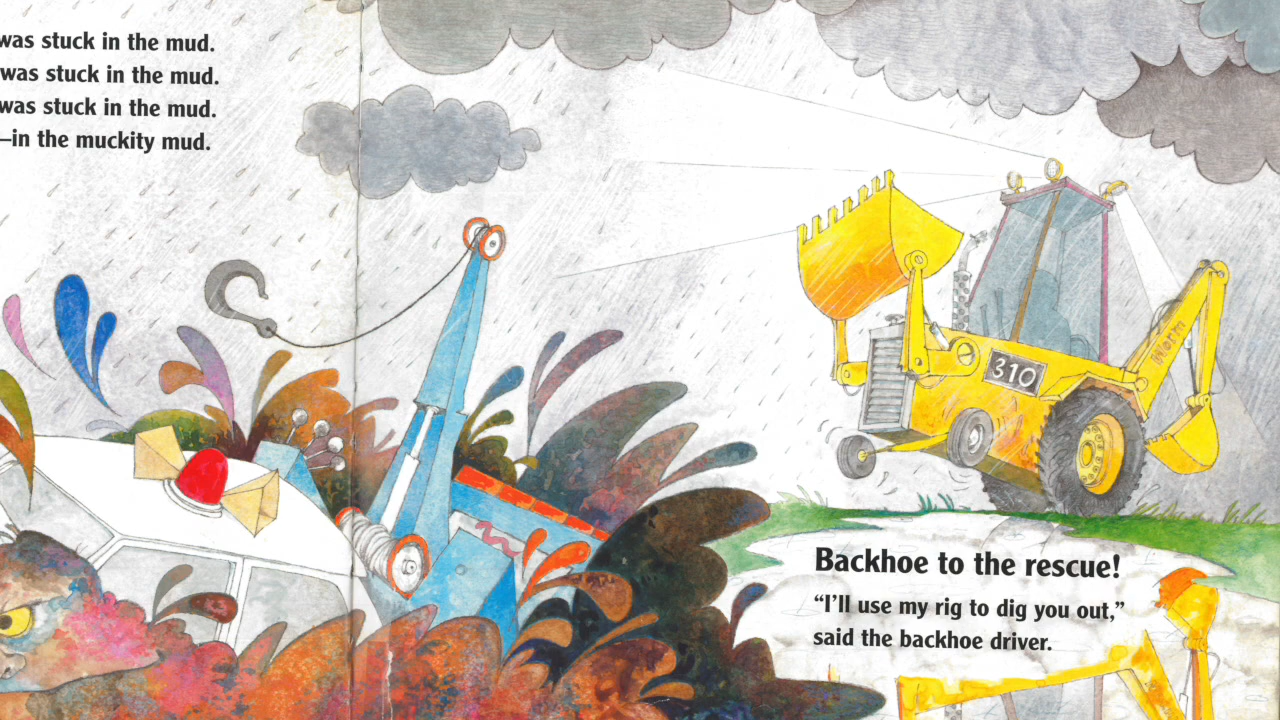 was stuck in the mud.
was stuck in the mud.
was stuck in the mud.
—in the muckity mud.
310
Worm
Backhoe to the rescue!
“I’ll use my rig to dig you out,”
said the backhoe driver.